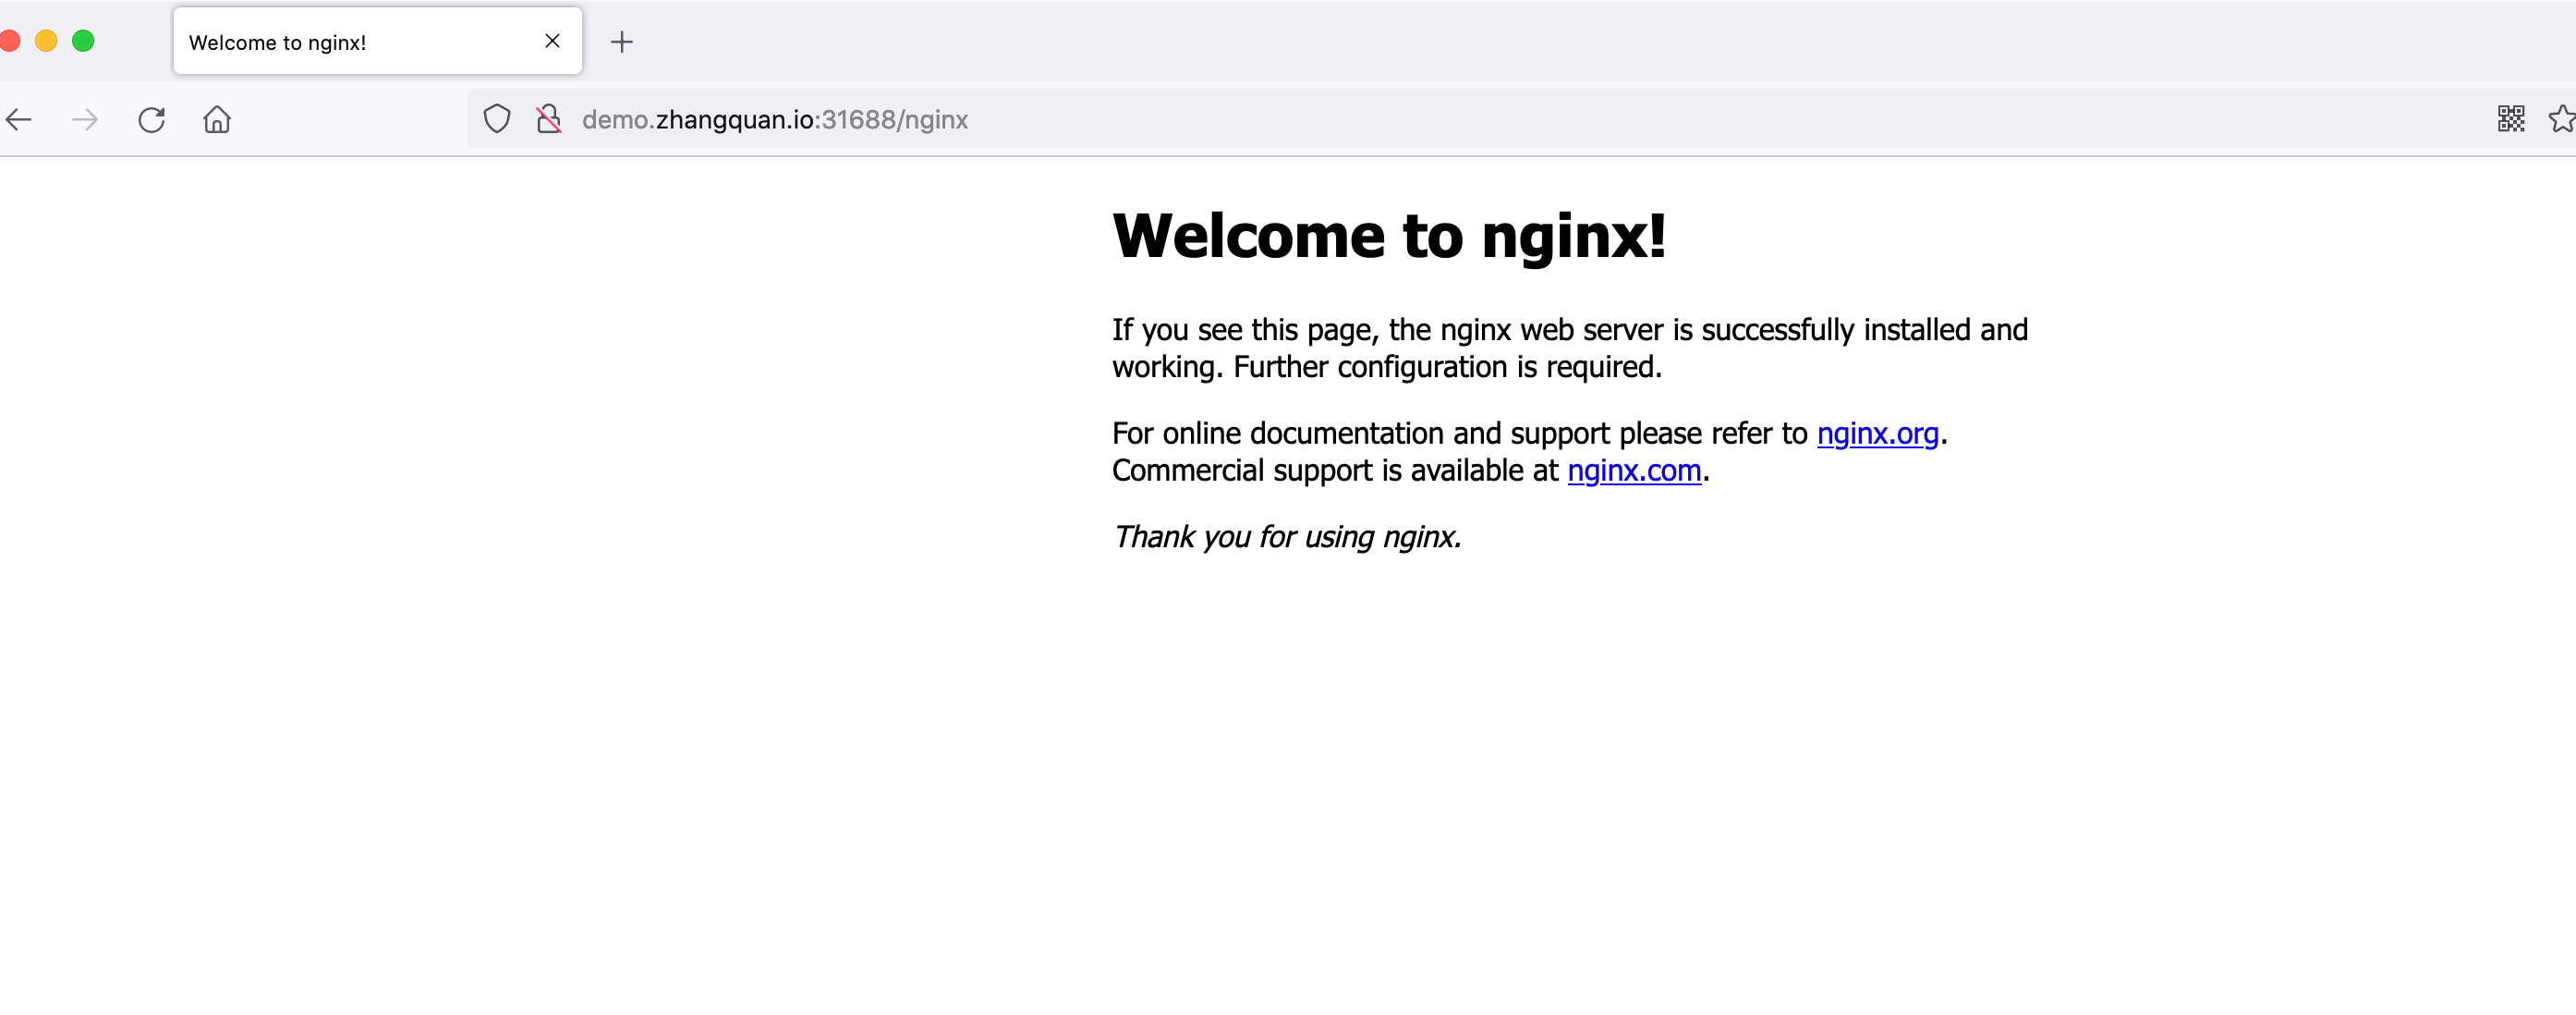 Welcome to nginx!
demo.zhangquan.io:31688/nginx
Welcome to nginx!
If you see this page, the nginx web server is successfully installed and
working. Further configuration is required.
For online documentation and support please refer to nginx.org.
Commercial support is available at nginx.com.
Thank you for using nginx.